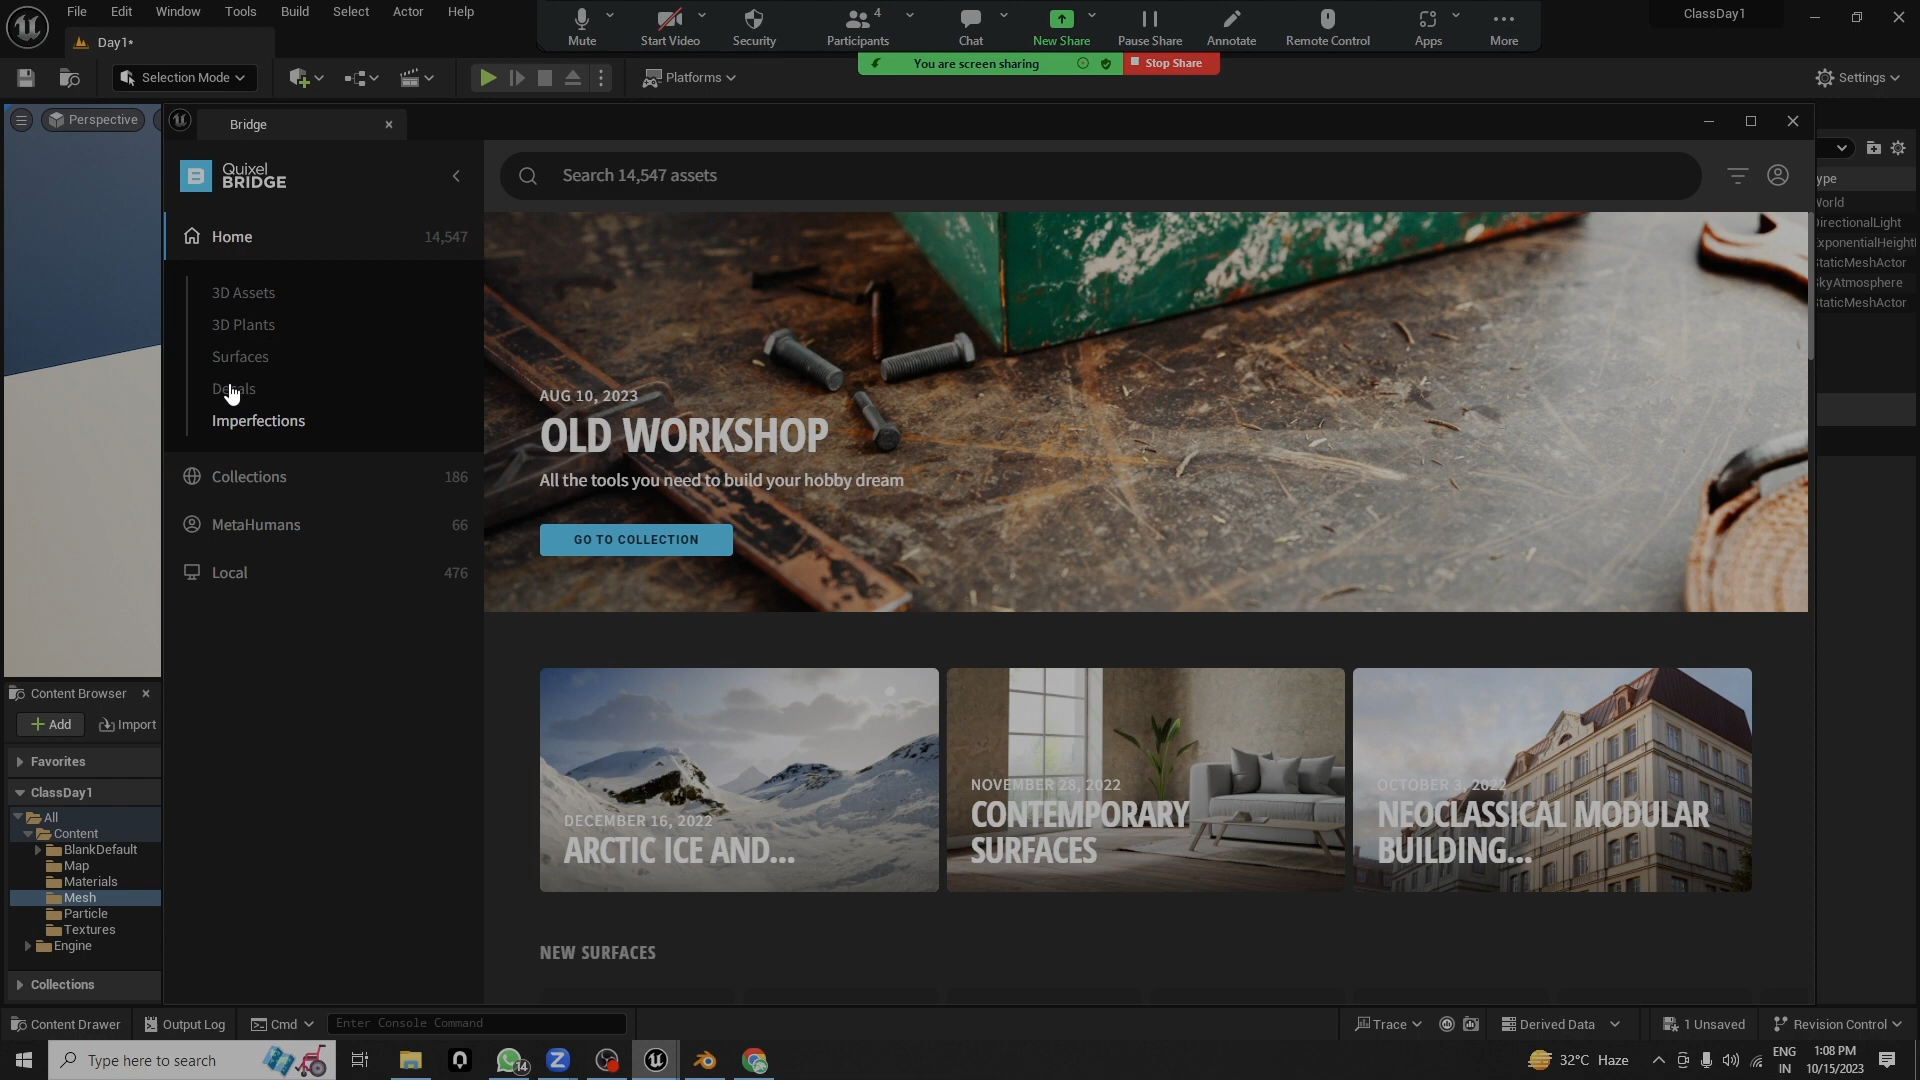 File Edit Window Tools Build Select Actor Help
Mute Start Video Security Participants 4 Chat New Share Pause Share Annotate Remote Control Apps More
ClassDay1
Day1*
You are screen sharing Stop Share
Selection Mode Platforms Settings
Perspective
Bridge
Quixel
BRIDGE
Search 14,547 assets
Home 14,547
3D Assets
3D Plants
Surfaces
Imperfections
Collections 186
MetaHumans 66
Local 476
AUG 10, 2023
OLD WORKSHOP
All the tools you need to build your hobby dream
GO TO COLLECTION
DECEMBER 16, 2022
ARCTIC ICE AND...
NOVEMBER 28, 2022
CONTEMPORARY
SURFACES
OCTOBER 3, 2022
NEOCLASSICAL MODULAR
BUILDING...
NEW SURFACES
ype
World
DirectionalLight
ExponentialHeight
StaticMeshActor
SkyAtmosphere
StaticMeshActor
Content Browser
Add Import
Favorites
ClassDay1
All
Content
BlankDefault
Map
Materials
Mesh
Particle
Textures
Engine
Collections
Content Drawer Output Log Cmd Enter Console Command Trace Derived Data 1 Unsaved Revision Control
Type here to search 14 32°C Haze ENG
IN
1:08 PM
10/15/2023